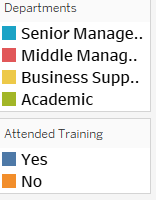 Departments
Senior Manage..
Middle Manag..
Business Supp..
Academic
Attended Training
Yes
No